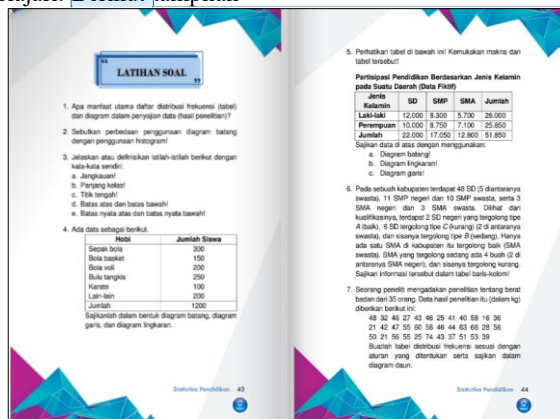 LATIHAN SOAL
1. Apa manfaat utama daftar distribusi frekuensi (tabel)
dan diagram dalam penyajian data (hasil penelitian)?
2. Sebutkan perbedaan penggunaan diagram batang
dengan penggunaan histogram!
3. Jelaskan atau definisikan istilah-istilah berikut dengan
kata-kata sendiri:
a. Jangkauan!
b. Panjang kelas!
c. Titik tengah!
d. Batas atas dan batas bawah!
e. Batas nyata atas dan batas nyata bawah!
4. Ada data sebagai berikut.
Hobi Jumlah Siswa
Sepak bola 300
Bola basket 150
Bola voli 200
Bulu tangkis 250
Karate 100
Lain-lain 200
Jumlah 1200
Sajikanlah dalam bentuk diagram batang, diagram
garis, dan diagram lingkaran.
Statistika Pendidikan 43
5. Perhatikan tabel di bawah ini! Kemukakan makna dari
tabel tersebut!
Partisipasi Pendidikan Berdasarkan Jenis Kelamin
pada Suatu Daerah (Data Fiktif)
Jenis Kelamin SD SMP SMA Jumlah
Laki-laki 12.000 8.300 5.700 26.000
Perempuan 10.000 8.750 7.100 25.850
Jumlah 22.000 17.050 12.800 51.850
Sajikan data di atas dengan menggunakan:
a. Diagram batang!
b. Diagram lingkaran!
c. Diagram garis!
6. Pada sebuah kabupaten terdapat 48 SD (5 diantaranya
swasta), 11 SMP negeri dan 10 SMP swasta, serta 3
SMA negeri dan 3 SMA swasta. Dilihat dari
kualifikasinya, terdapat 2 SD negeri yang tergolong tipe
A (baik), 6 SD tergolong tipe C (kurang) (2 di antaranya
swasta), dan sisanya tergolong tipe B (sedang). Hanya
ada satu SMA di kabupaten itu tergolong baik (SMA
swasta). SMA yang tergolong sedang ada 4 buah (2 di
antaranya SMA negeri), dan sisanya tergolong kurang.
Sajikan informasi tersebut dalam tabel baris-kolom!
7. Seorang peneliti mengadakan penelitian tentang berat
badan dari 35 orang. Data hasil penelitian itu (dalam kg)
diberikan berikut ini:
48 32 46 27 43 46 25 41 40 58 16 36
21 42 47 55 60 58 46 44 63 66 28 56
50 21 56 55 25 74 43 37 51 53 39
Buatlah tabel distribusi frekuensi sesuai dengan
aturan yang ditentukan serta sajikan dalam
diagram daun.
Statistika Pendidikan 44